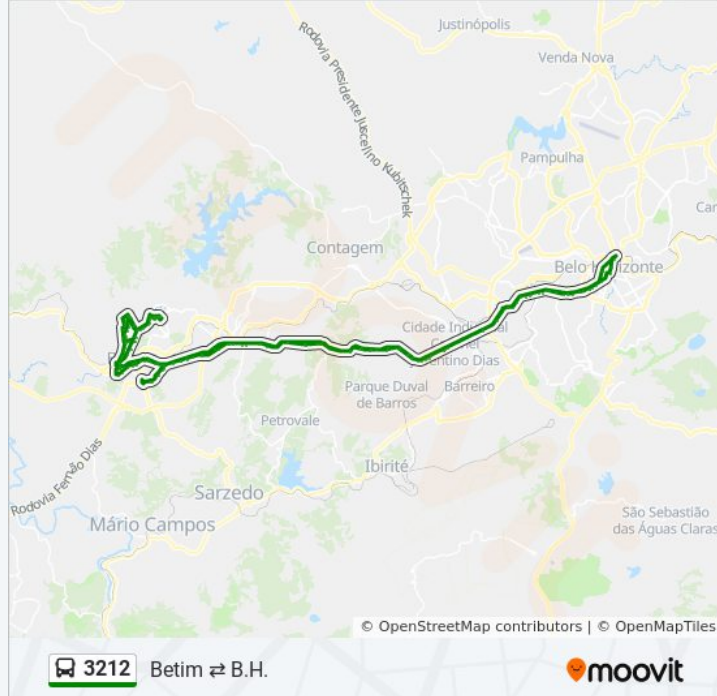 Justinópolis
Venda Nova
Rodovia Presidente Juscelino Kubitschek
Pampulha
Contagem
Belo Horizonte
Cidade Industrial
Parque Duval
de Barros
Barreiro
Petrovale
Ibirité
Sarzedo
Rodovia Fernão Dias
Mário Campos
São Sebastião
das Águas Claras
© OpenStreetMap contributors | © OpenMapTiles
3212 Betim ⇄ B.H.
moovit